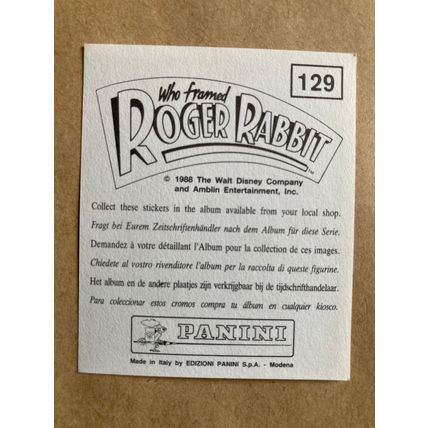 129
Who framed
ROGER RABBIT
TM
© 1988 The Walt Disney Company
and Amblin Entertainment, Inc.
Collect these stickers in the album available from your local shop.
Fragt bei Eurem Zeitschriftenhändler nach dem Album für diese Serie.
Demandez à votre détaillant l'Album pour la collection de ces images.
Chiedete al vostro rivenditore l'album per la raccolta di queste figurine.
Het album en de andere plaatjes zijn verkrijgbaar bij de tijdschrifthandelaar.
Para coleccionar estos cromos compra tu álbum en cualquier kiosco.
PANINI
Made in Italy by EDIZIONI PANINI S.p.A. - Modena